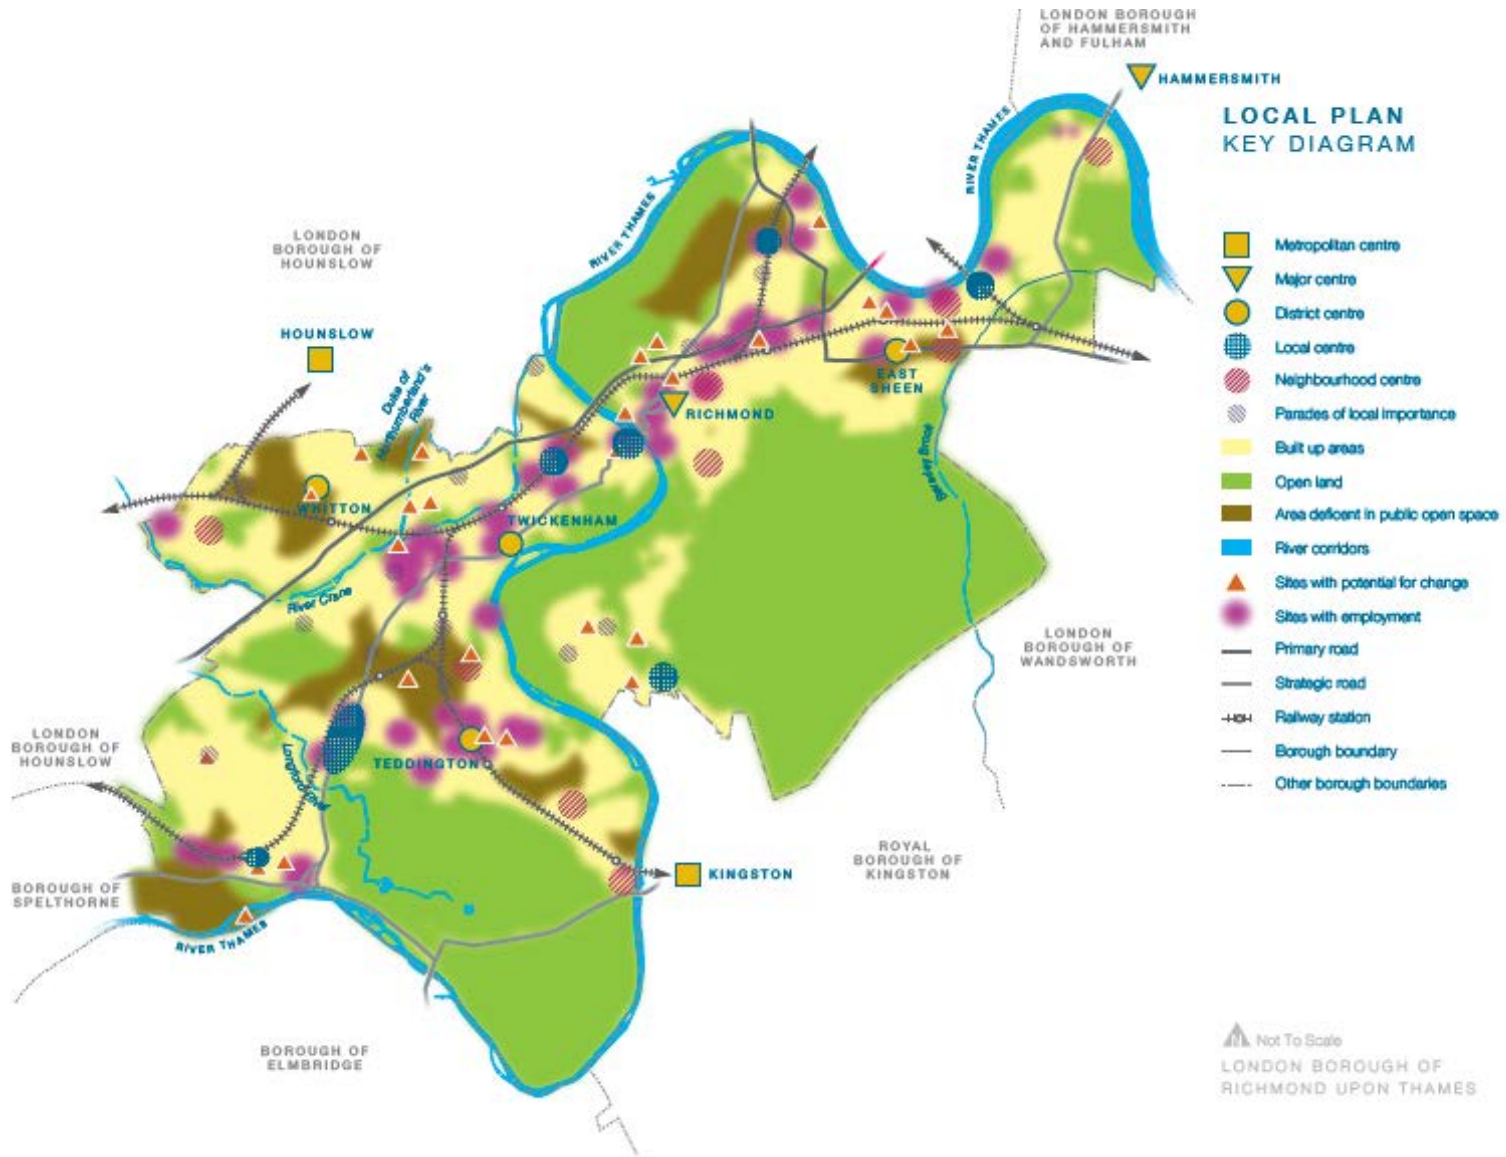 LONDON BOROUGH
OF HAMMERSMITH
AND FULHAM
HAMMERSMITH
LOCAL PLAN
KEY DIAGRAM
RIVER THAMES
RIVER THAMES
LONDON
BOROUGH OF
HOUNSLOW
HOUNSLOW
Duke of
Northumberland's
River
EAST
SHEEN
RICHMOND
Beverley Brook
WHITTON
TWICKENHAM
River Crane
LONDON
BOROUGH OF
WANDSWORTH
LONDON
BOROUGH OF
HOUNSLOW
Longford River
TEDDINGTON
ROYAL
BOROUGH OF
KINGSTON
KINGSTON
BOROUGH OF
SPELTHORNE
RIVER THAMES
BOROUGH OF
ELMBRIDGE
Metropolitan centre
Major centre
District centre
Local centre
Neighbourhood centre
Parades of local importance
Built up areas
Open land
Area deficent in public open space
River corridors
Sites with potential for change
Sites with employment
Primary road
Strategic road
Railway station
Borough boundary
Other borough boundaries
N
Not To Scale
LONDON BOROUGH OF
RICHMOND UPON THAMES